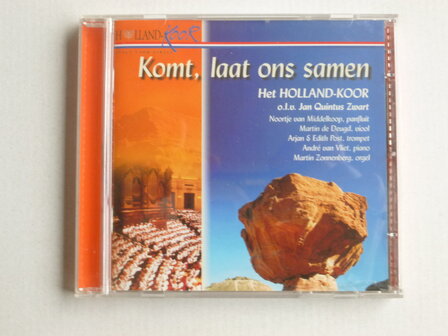 HOLLAND-Koor
Komt, laat ons samen
Het HOLLAND-KOOR
o.l.v. Jan Quintus Zwart
Noortje van Middelkoop, panfluit
Martin de Deugd, viool
Arjan & Edith Post, trompet
André van Vliet, piano
Martin Zonnenberg, orgel